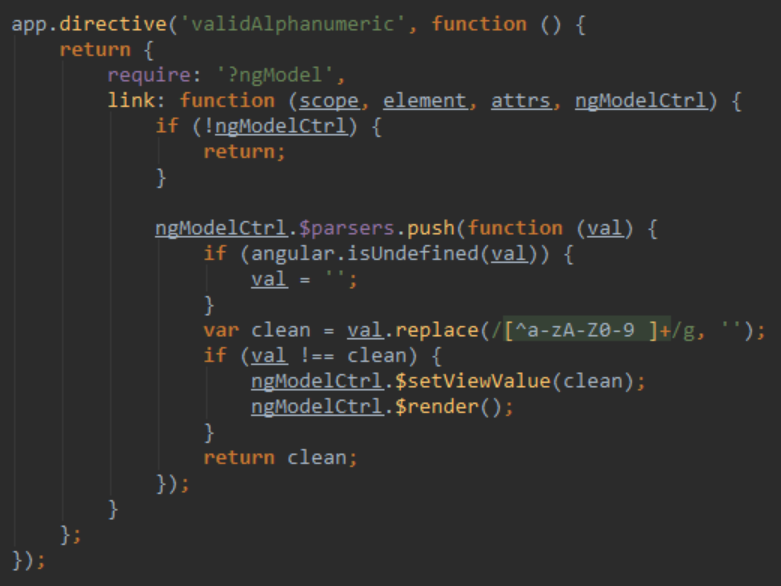 app.directive('validAlphanumeric', function () {
    return {
        require: '?ngModel',
        link: function (scope, element, attrs, ngModelCtrl) {
            if (!ngModelCtrl) {
                return;
            }

            ngModelCtrl.$parsers.push(function (val) {
                if (angular.isUndefined(val)) {
                    val = '';
                }
                var clean = val.replace(/[^a-zA-Z0-9 ]+/g, '');
                if (val !== clean) {
                    ngModelCtrl.$setViewValue(clean);
                    ngModelCtrl.$render();
                }
                return clean;
            });
        }
    };
});